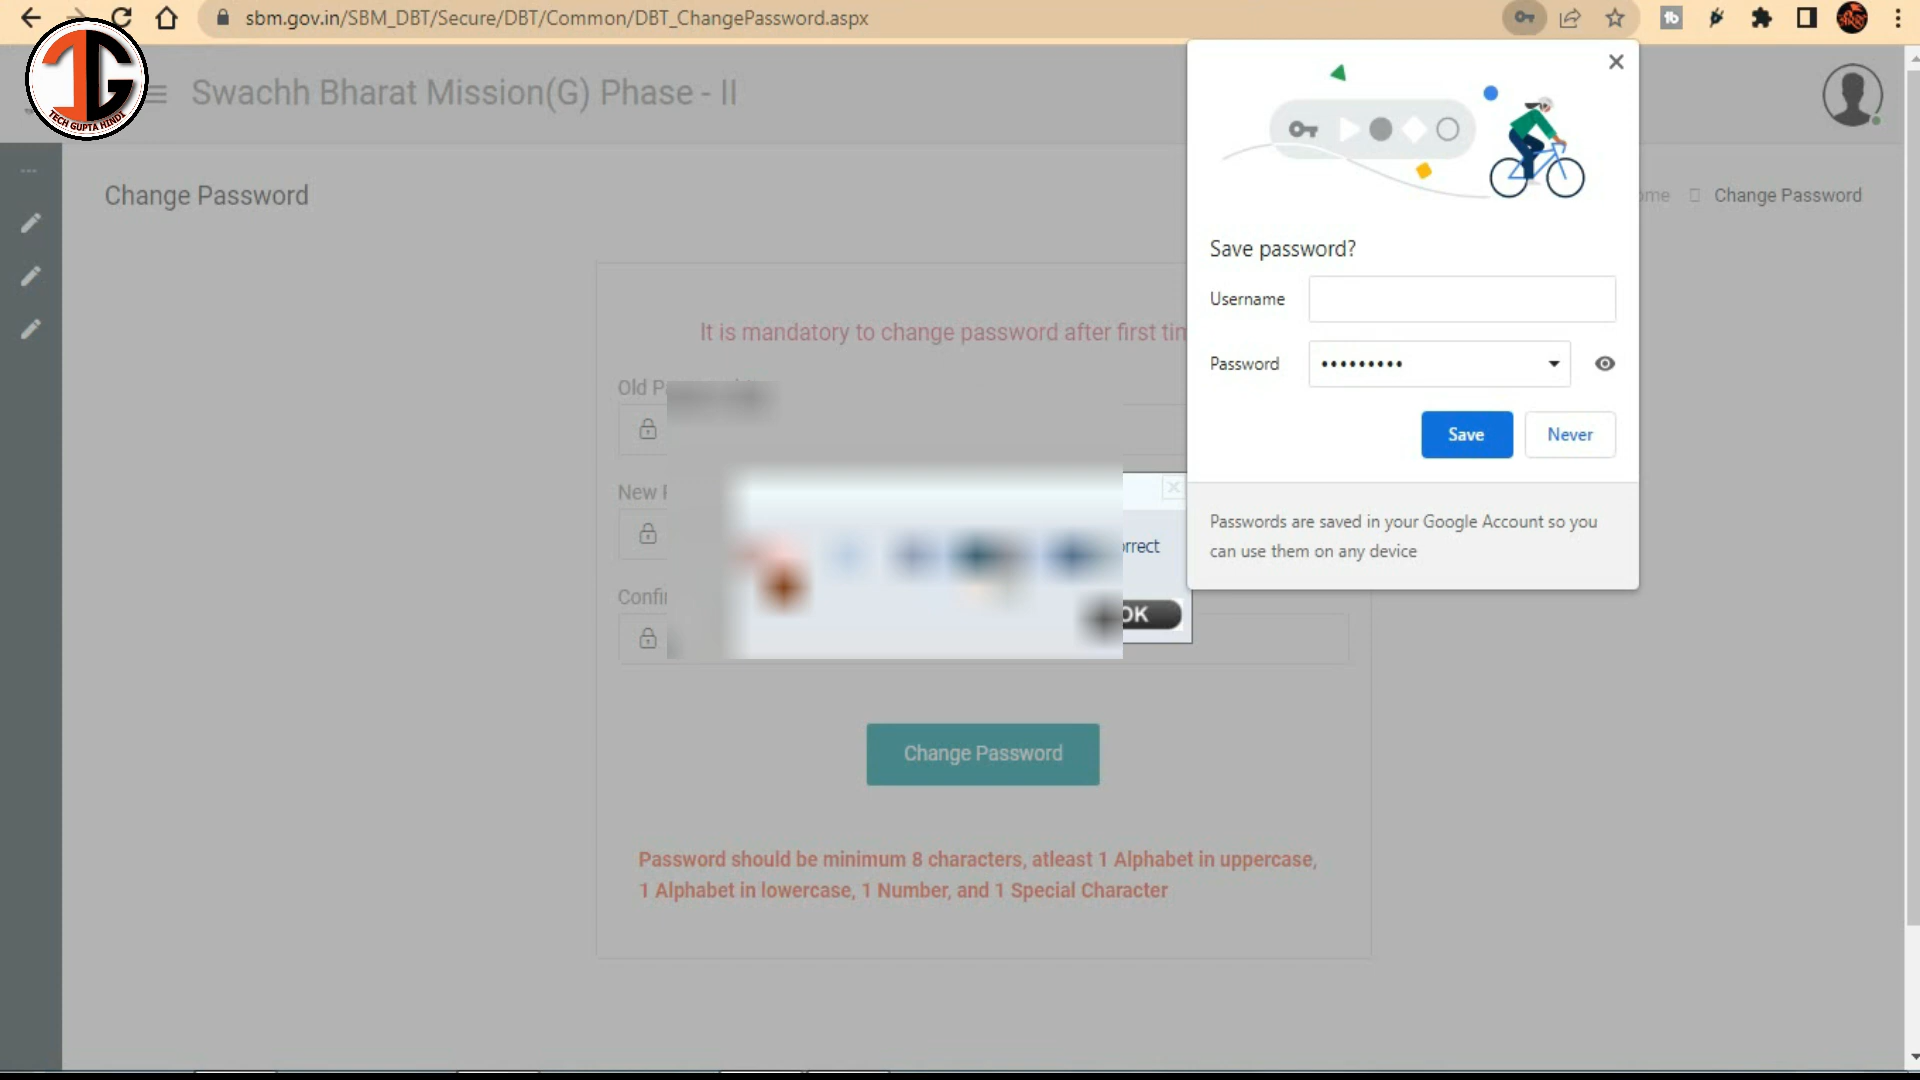 sbm.gov.in/SBM_DBT/Secure/DBT/Common/DBT_ChangePassword.aspx
TG
TECH GUPTA HINDI
Swachh Bharat Mission(G) Phase - II
Change Password
ome Change Password
It is mandatory to change password after first tim
Old P
New P
Confi
orrect
OK
Change Password
Password should be minimum 8 characters, atleast 1 Alphabet in uppercase,
1 Alphabet in lowercase, 1 Number, and 1 Special Character
Save password?
Username
Password •••••••••
Save Never
Passwords are saved in your Google Account so you
can use them on any device